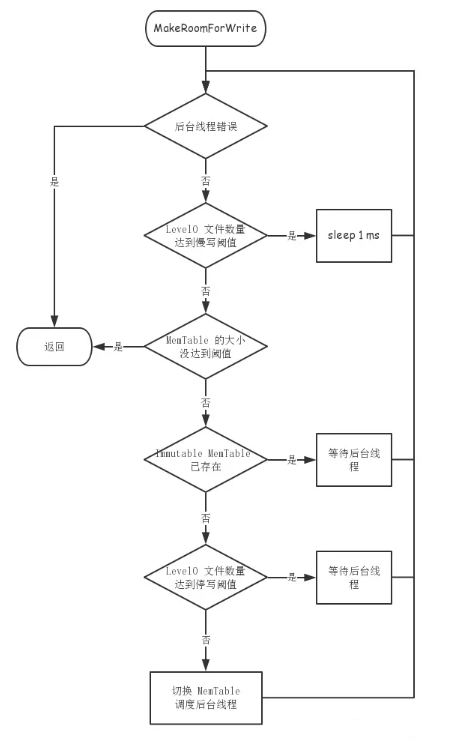 MakeRoomForWrite
后台线程错误
是
否
Level0 文件数量
达到慢写阈值
是
sleep 1 ms
否
返回
是
MemTable 的大小
没达到阈值
否
Immutable MemTable
已存在
是
等待后台线
程
否
Level0 文件数量
达到停写阈值
是
等待后台线
程
否
切换 MemTable
调度后台线程